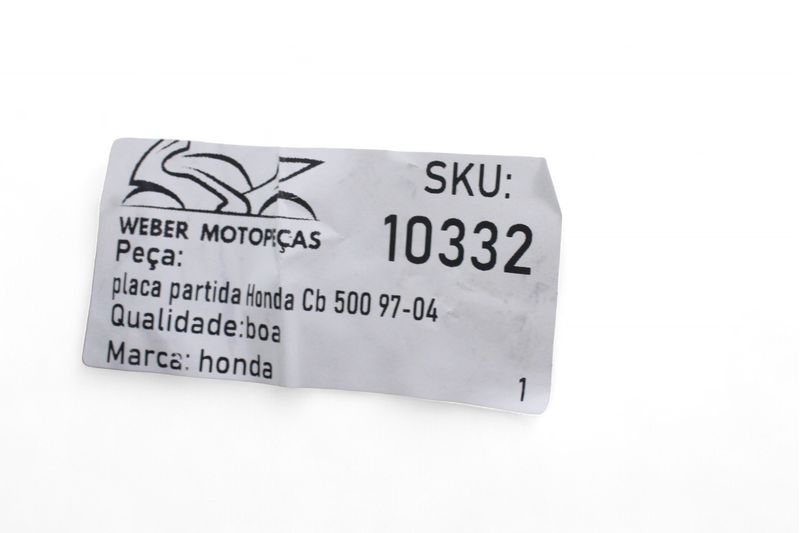 WEBER MOTOPEÇAS
SKU:
10332
Peça:
placa partida Honda Cb 500 97-04
Qualidade:boa
Marca: honda
1